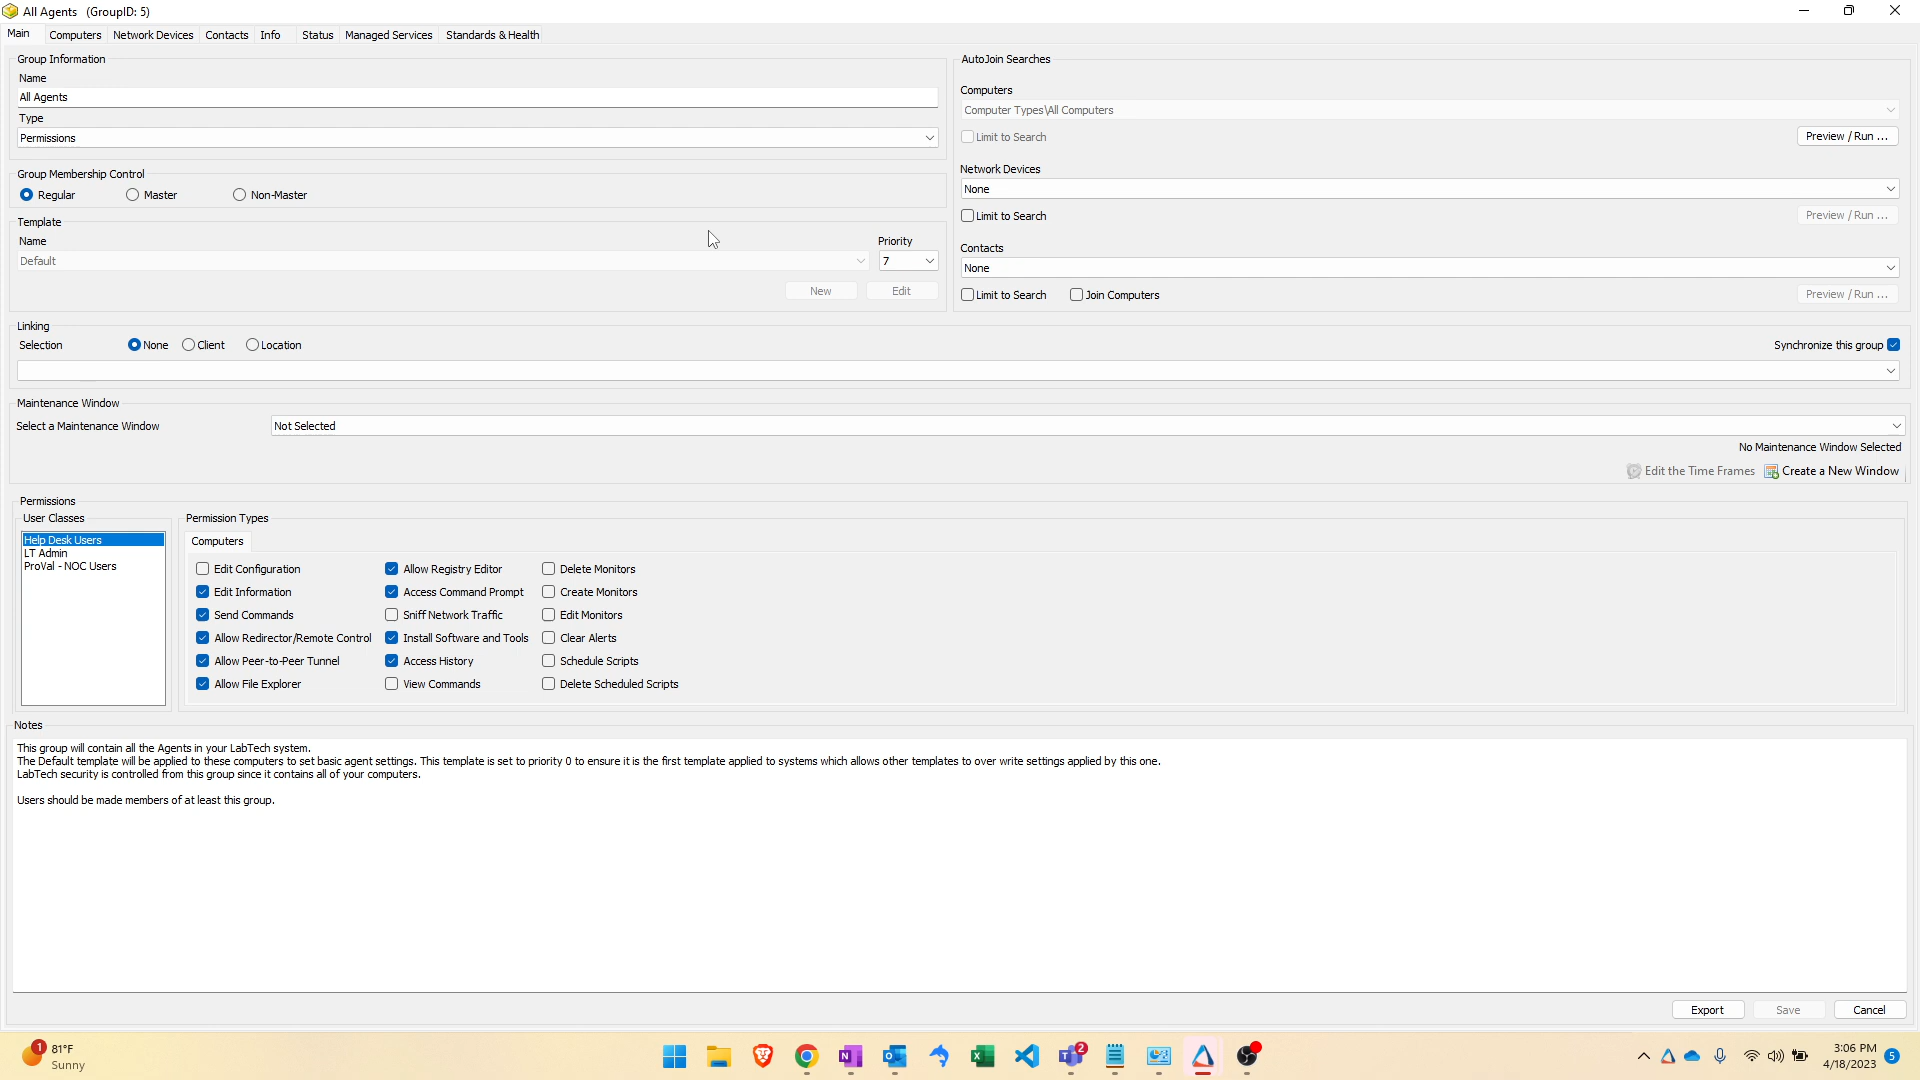 All Agents (GroupID: 5)
Main Computers Network Devices Contacts Info Status Managed Services Standards & Health
Group Information
Name
All Agents
Type
Permissions
Group Membership Control
Regular Master Non-Master
Template
Name Priority
Default 7
New Edit
AutoJoin Searches
Computers
Computer Types\All Computers
Limit to Search Preview / Run ...
Network Devices
None
Limit to Search Preview / Run ...
Contacts
None
Limit to Search Join Computers Preview / Run ...
Linking
Selection None Client Location Synchronize this group
Maintenance Window
Select a Maintenance Window Not Selected
No Maintenance Window Selected
Edit the Time Frames Create a New Window
Permissions
User Classes
Help Desk Users
LT Admin
ProVal - NOC Users
Permission Types
Computers
Edit Configuration Allow Registry Editor Delete Monitors
Edit Information Access Command Prompt Create Monitors
Send Commands Sniff Network Traffic Edit Monitors
Allow Redirector/Remote Control Install Software and Tools Clear Alerts
Allow Peer-to-Peer Tunnel Access History Schedule Scripts
Allow File Explorer View Commands Delete Scheduled Scripts
Notes
This group will contain all the Agents in your LabTech system.
The Default template will be applied to these computers to set basic agent settings. This template is set to priority 0 to ensure it is the first template applied to systems which allows other templates to over write settings applied by this one.
LabTech security is controlled from this group since it contains all of your computers.
Users should be made members of at least this group.
Export Save Cancel
1 81°F
Sunny
2
3:06 PM
4/18/2023 5